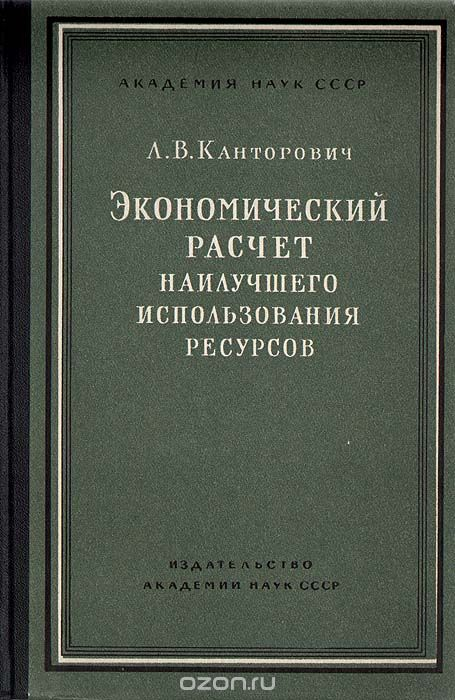 АКАДЕМИЯ НАУК СССР
Л.В.КАНТОРОВИЧ
ЭКОНОМИЧЕСКИЙ
РАСЧЕТ
НАИЛУЧШЕГО
ИСПОЛЬЗОВАНИЯ
РЕСУРСОВ
ИЗДАТЕЛЬСТВО
АКАДЕМИИ НАУК СССР
ozon.ru